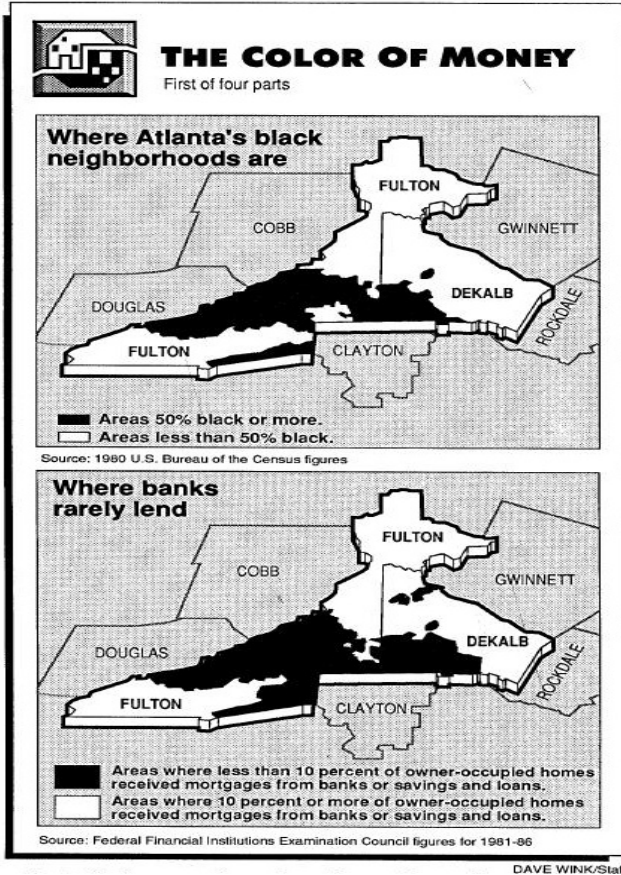 THE COLOR OF MONEY
First of four parts
Where Atlanta's black
neighborhoods are
FULTON
COBB
GWINNETT
DOUGLAS
DEKALB
ROCKDALE
FULTON
CLAYTON
Areas 50% black or more.
Areas less than 50% black.
Source: 1980 U.S. Bureau of the Census figures
Where banks
rarely lend
FULTON
COBB
GWINNETT
DEKALB
DOUGLAS
ROCKDALE
FULTON
CLAYTON
Areas where less than 10 percent of owner-occupied homes
received mortgages from banks or savings and loans.
Areas where 10 percent or more of owner-occupied homes
received mortgages from banks or savings and loans.
Source: Federal Financial Institutions Examination Council figures for 1981-86
DAVE WINK/Staf